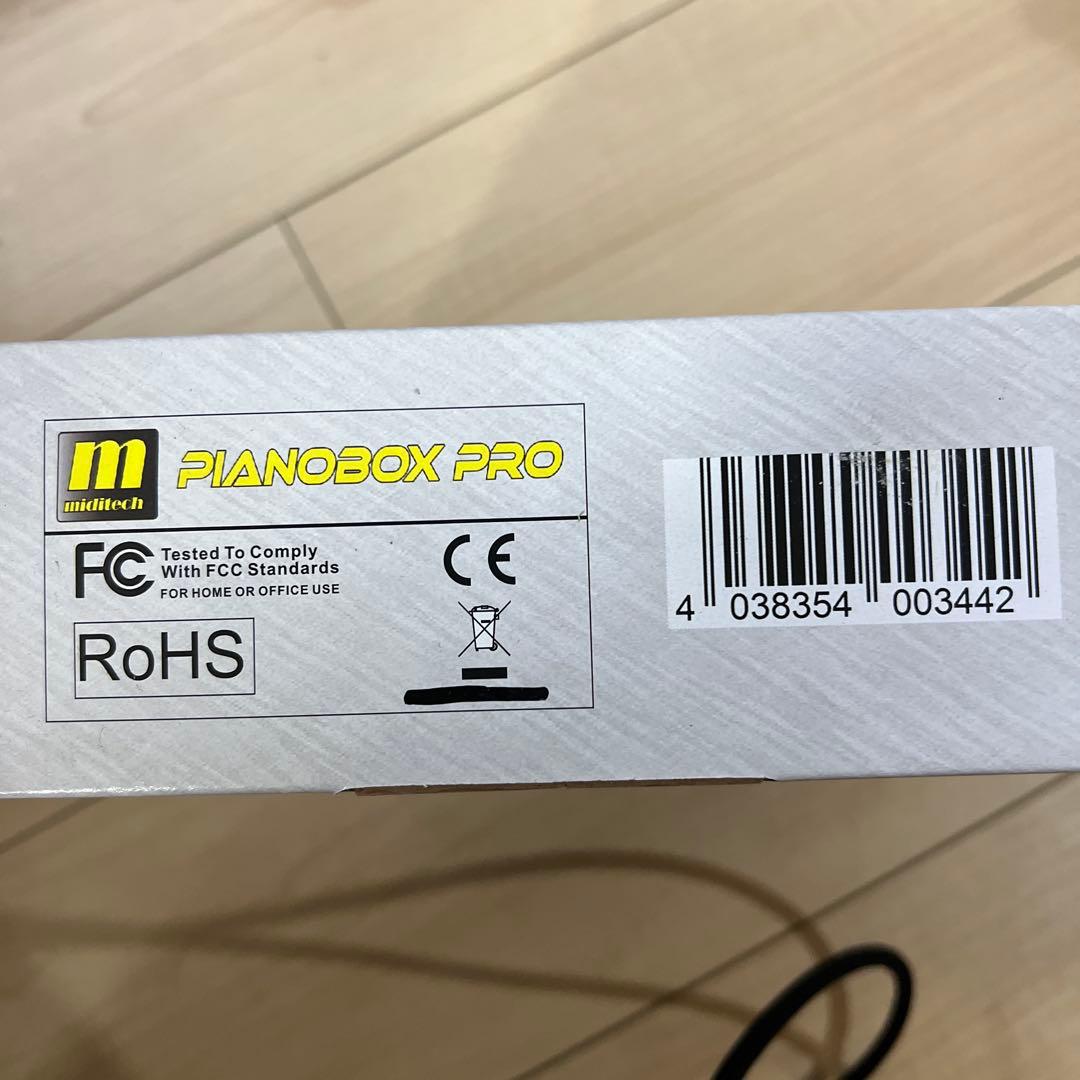 m
miditech
PIANOBOX PRO
FC Tested To Comply
With FCC Standards
FOR HOME OR OFFICE USE
CE
RoHS
4 038354 003442